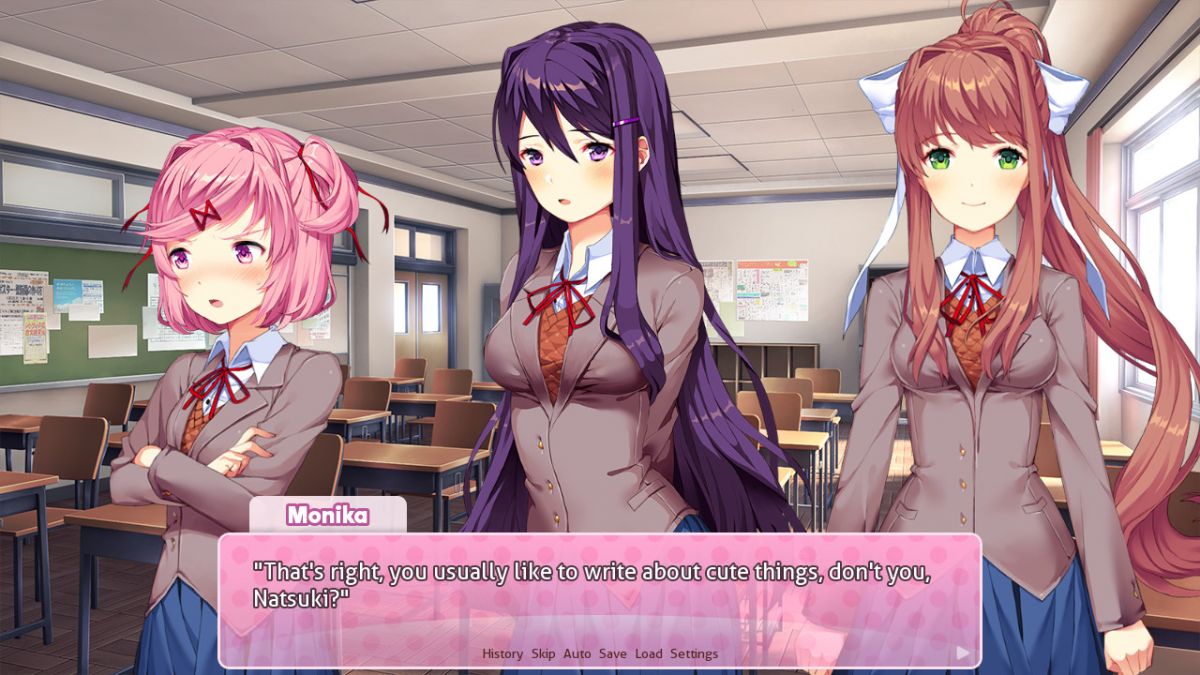 Monika
"That's right, you usually like to write about cute things, don't you,
Natsuki?"
History Skip Auto Save Load Settings